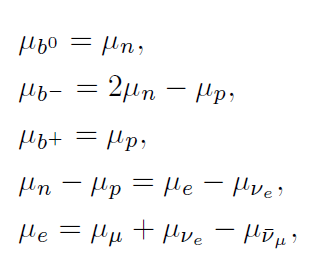 μ_{b^0} = μ_n,
μ_{b^-} = 2μ_n − μ_p,
μ_{b^+} = μ_p,
μ_n − μ_p = μ_e − μ_{ν_e},
μ_e = μ_μ + μ_{ν_e} − μ_{ν̄_μ},